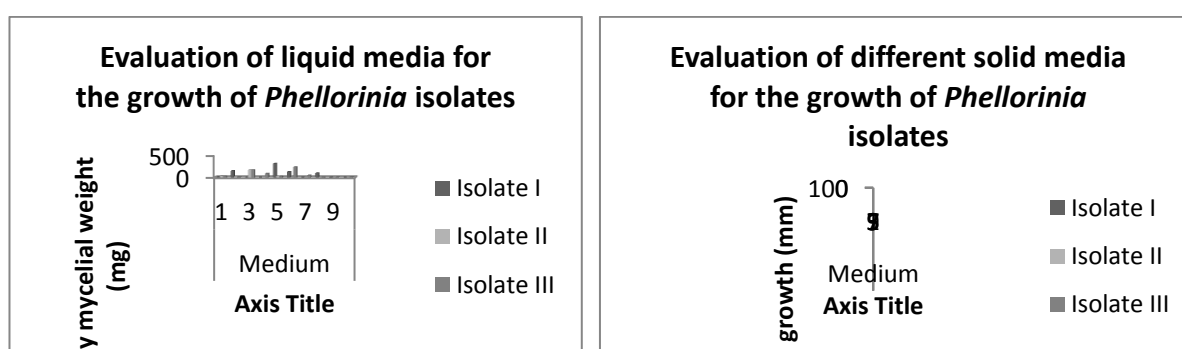 Evaluation of liquid media for
the growth of Phellorinia isolates
y mycelial weight
(mg)
500
0
1 3 5 7 9
Medium
Axis Title
Isolate I
Isolate II
Isolate III
Evaluation of different solid media
for the growth of Phellorinia
isolates
growth (mm)
100
Medium
Axis Title
Isolate I
Isolate II
Isolate III